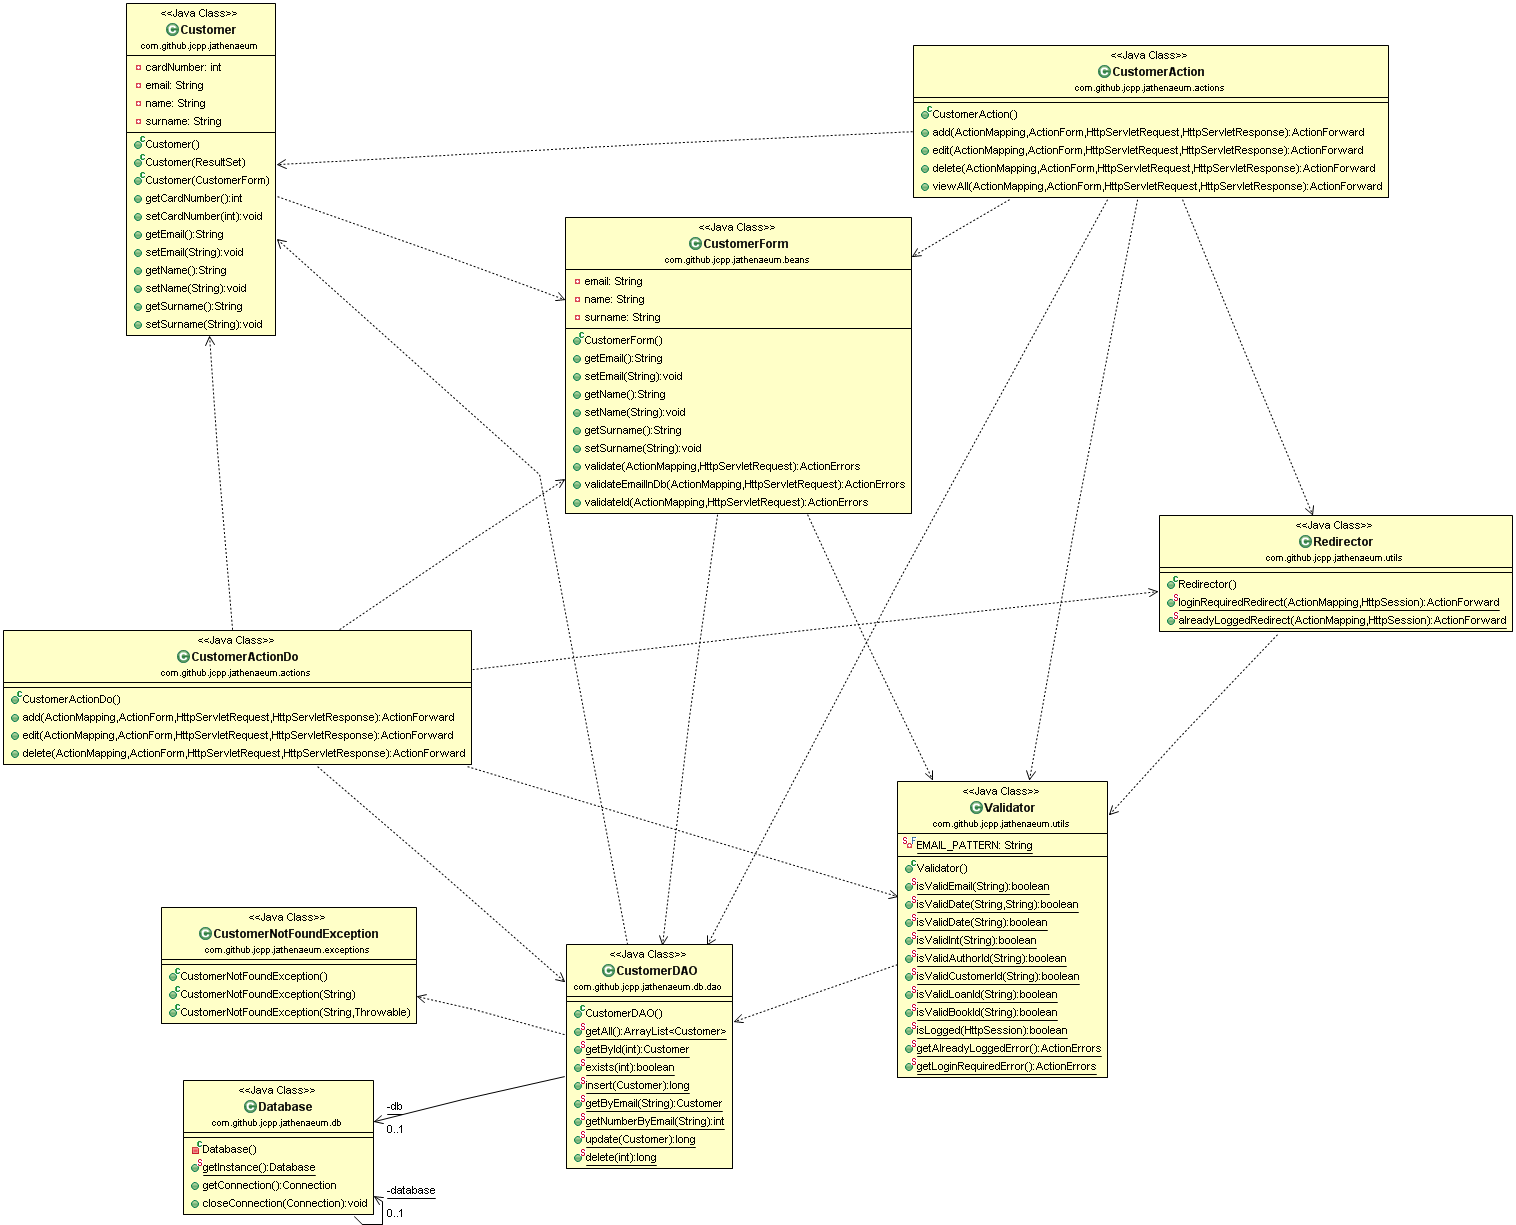 <<Java Class>>
Customer
com.github.jcpp.jathenaeum
cardNumber: int
email: String
name: String
surname: String
Customer()
Customer(ResultSet)
Customer(CustomerForm)
getCardNumber():int
setCardNumber(int):void
getEmail():String
setEmail(String):void
getName():String
setName(String):void
getSurname():String
setSurname(String):void
<<Java Class>>
CustomerAction
com.github.jcpp.jathenaeum.actions
CustomerAction()
add(ActionMapping,ActionForm,HttpServletRequest,HttpServletResponse):ActionForward
edit(ActionMapping,ActionForm,HttpServletRequest,HttpServletResponse):ActionForward
delete(ActionMapping,ActionForm,HttpServletRequest,HttpServletResponse):ActionForward
viewAll(ActionMapping,ActionForm,HttpServletRequest,HttpServletResponse):ActionForward
<<Java Class>>
CustomerForm
com.github.jcpp.jathenaeum.beans
email: String
name: String
surname: String
CustomerForm()
getEmail():String
setEmail(String):void
getName():String
setName(String):void
getSurname():String
setSurname(String):void
validate(ActionMapping,HttpServletRequest):ActionErrors
validateEmailInDb(ActionMapping,HttpServletRequest):ActionErrors
validateId(ActionMapping,HttpServletRequest):ActionErrors
<<Java Class>>
Redirector
com.github.jcpp.jathenaeum.utils
Redirector()
loginRequiredRedirect(ActionMapping,HttpSession):ActionForward
alreadyLoggedRedirect(ActionMapping,HttpSession):ActionForward
<<Java Class>>
CustomerActionDo
com.github.jcpp.jathenaeum.actions
CustomerActionDo()
add(ActionMapping,ActionForm,HttpServletRequest,HttpServletResponse):ActionForward
edit(ActionMapping,ActionForm,HttpServletRequest,HttpServletResponse):ActionForward
delete(ActionMapping,ActionForm,HttpServletRequest,HttpServletResponse):ActionForward
<<Java Class>>
Validator
com.github.jcpp.jathenaeum.utils
EMAIL_PATTERN: String
Validator()
isValidEmail(String):boolean
isValidDate(String,String):boolean
isValidDate(String):boolean
isValidInt(String):boolean
isValidAuthorId(String):boolean
isValidCustomerId(String):boolean
isValidLoanId(String):boolean
isValidBookId(String):boolean
isLogged(HttpSession):boolean
getAlreadyLoggedError():ActionErrors
getLoginRequiredError():ActionErrors
<<Java Class>>
CustomerNotFoundException
com.github.jcpp.jathenaeum.exceptions
CustomerNotFoundException()
CustomerNotFoundException(String)
CustomerNotFoundException(String,Throwable)
<<Java Class>>
CustomerDAO
com.github.jcpp.jathenaeum.db.dao
CustomerDAO()
getAll():ArrayList<Customer>
getById(int):Customer
exists(int):boolean
insert(Customer):long
getByEmail(String):Customer
getNumberByEmail(String):int
update(Customer):long
delete(int):long
<<Java Class>>
Database
com.github.jcpp.jathenaeum.db
Database()
getInstance():Database
getConnection():Connection
closeConnection(Connection):void
-db
0..1
-database
0..1